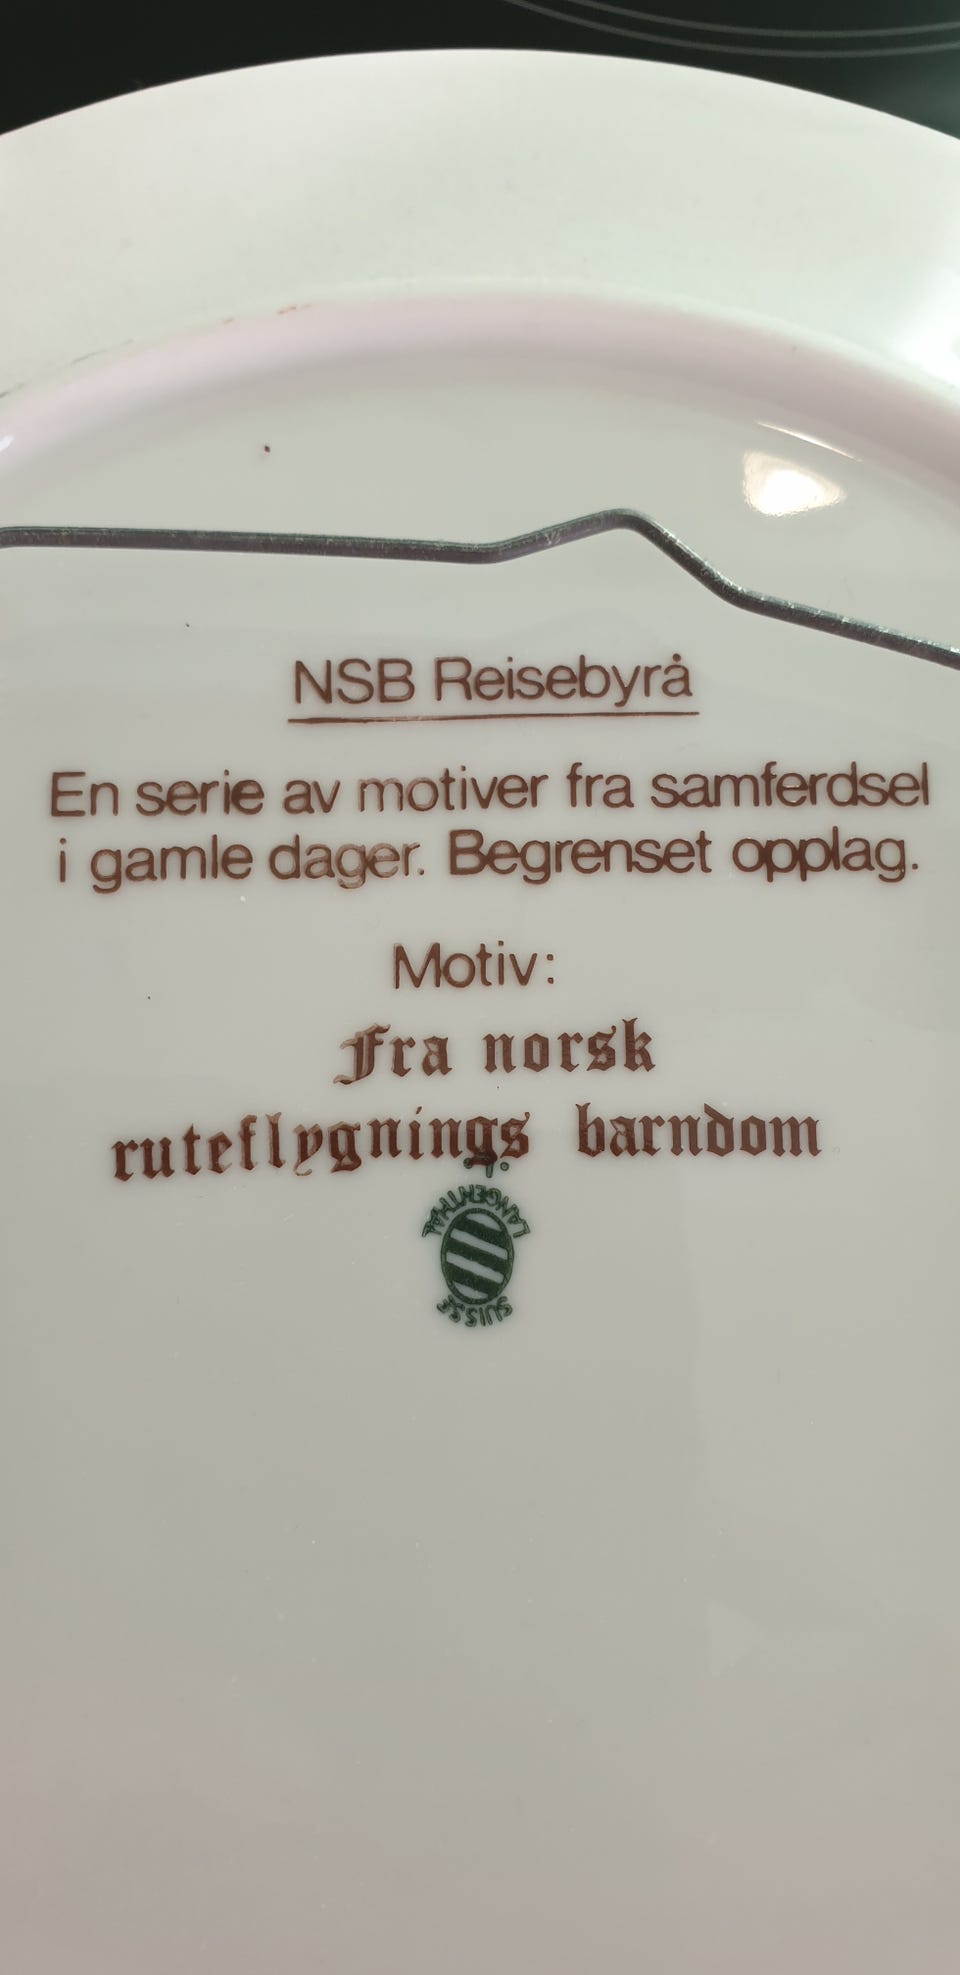 NSB Reisebyrå
En serie av motiver fra samferdsel
i gamle dager. Begrenset opplag.
Motiv:
Fra norsk
ruteflygnings barndom
LANGENTHAL
SUISSE